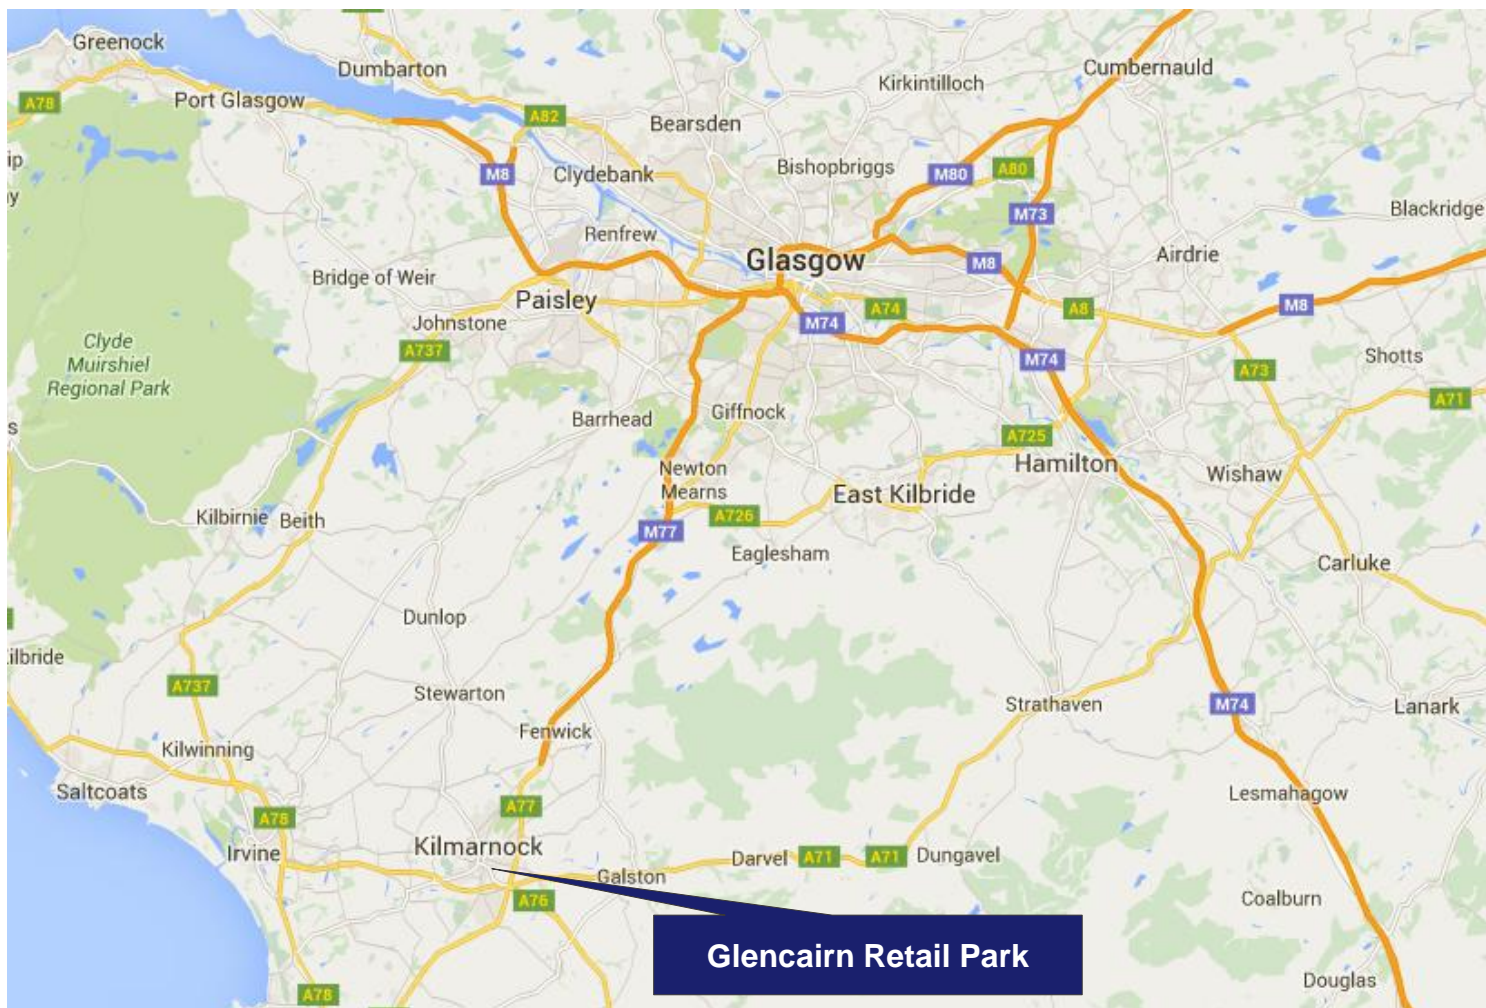 Greenock
Dumbarton
Cumbernauld
Kirkintilloch
A78
Port Glasgow
A82
Bearsden
ip
Bishopbriggs
M8
Clydebank
M80
A80
y
M73
Blackridge
Renfrew
Glasgow
M8
Airdrie
Bridge of Weir
Paisley
A74
A8
M8
Johnstone
M74
Clyde
Muirshiel
Regional Park
A737
M74
Shotts
A73
A71
Barrhead
Giffnock
s
A725
Newton
Mearns
Hamilton
Wishaw
East Kilbride
Kilbirnie
Beith
A726
M77
Eaglesham
Carluke
Dunlop
ilbride
A737
Stewarton
Strathaven
M74
Lanark
Fenwick
Kilwinning
Saltcoats
Lesmahagow
A77
A78
Kilmarnock
Irvine
Darvel
A71
A71
Dungavel
Galston
A76
Coalburn
Glencairn Retail Park
Douglas
A78